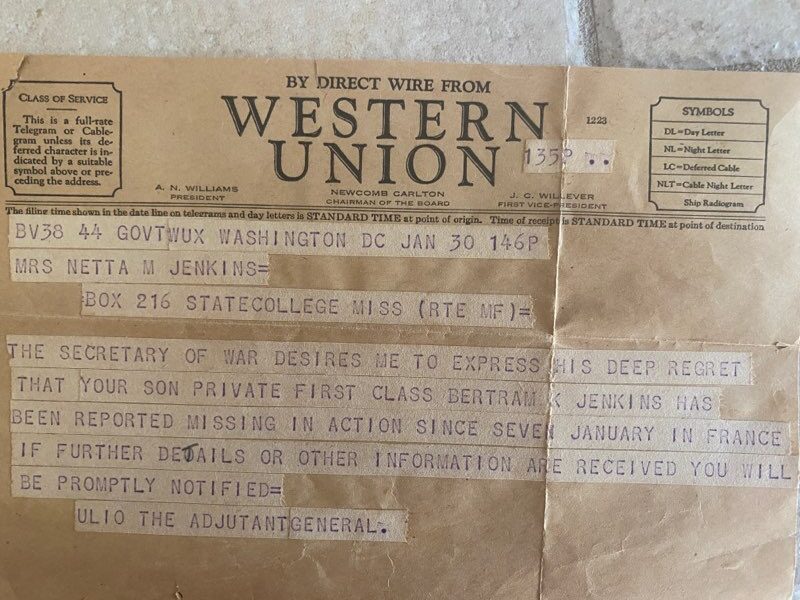 BY DIRECT WIRE FROM
WESTERN
UNION
1223
135P
CLASS OF SERVICE
This is a full-rate
Telegram or Cable-
gram unless its de-
ferred character is in-
dicated by a suitable
symbol above or pre-
ceding the address.
SYMBOLS
DL=Day Letter
NL=Night Letter
LC=Deferred Cable
NLT=Cable Night Letter
Ship Radiogram
A. N. WILLIAMS
PRESIDENT
NEWCOMB CARLTON
CHAIRMAN OF THE BOARD
J. C. WILLEVER
FIRST VICE-PRESIDENT
The filing time shown in the date line on telegrams and day letters is STANDARD TIME at point of origin. Time of receipt is STANDARD TIME at point of destination
BV38 44 GOVTWUX WASHINGTON DC JAN 30 146P
MRS NETTA M JENKINS=
BOX 216 STATECOLLEGE MISS (RTE MF)=
THE SECRETARY OF WAR DESIRES ME TO EXPRESS HIS DEEP REGRET
THAT YOUR SON PRIVATE FIRST CLASS BERTRAM K JENKINS HAS
BEEN REPORTED MISSING IN ACTION SINCE SEVEN JANUARY IN FRANCE
IF FURTHER DETAILS OR OTHER INFORMATION ARE RECEIVED YOU WILL
BE PROMPTLY NOTIFIED=
ULIO THE ADJUTANTGENERAL.